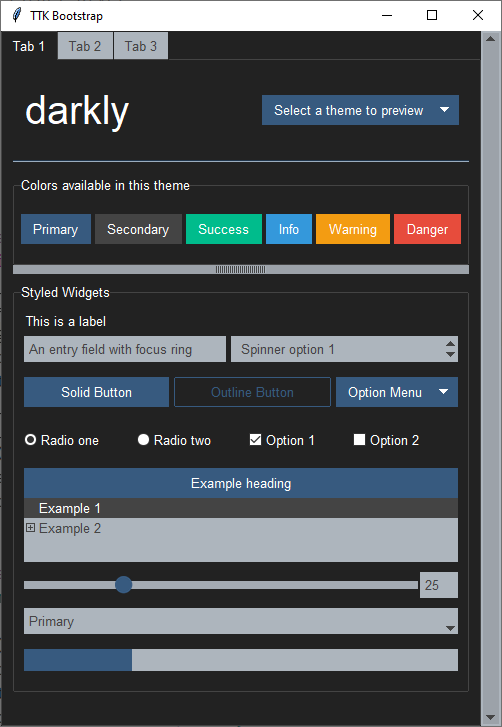 TTK Bootstrap
Tab 1 Tab 2 Tab 3
darkly
Select a theme to preview
Colors available in this theme
Primary Secondary Success Info Warning Danger
Styled Widgets
This is a label
An entry field with focus ring Spinner option 1
Solid Button Outline Button Option Menu
Radio one Radio two Option 1 Option 2
Example heading
Example 1
Example 2
25
Primary